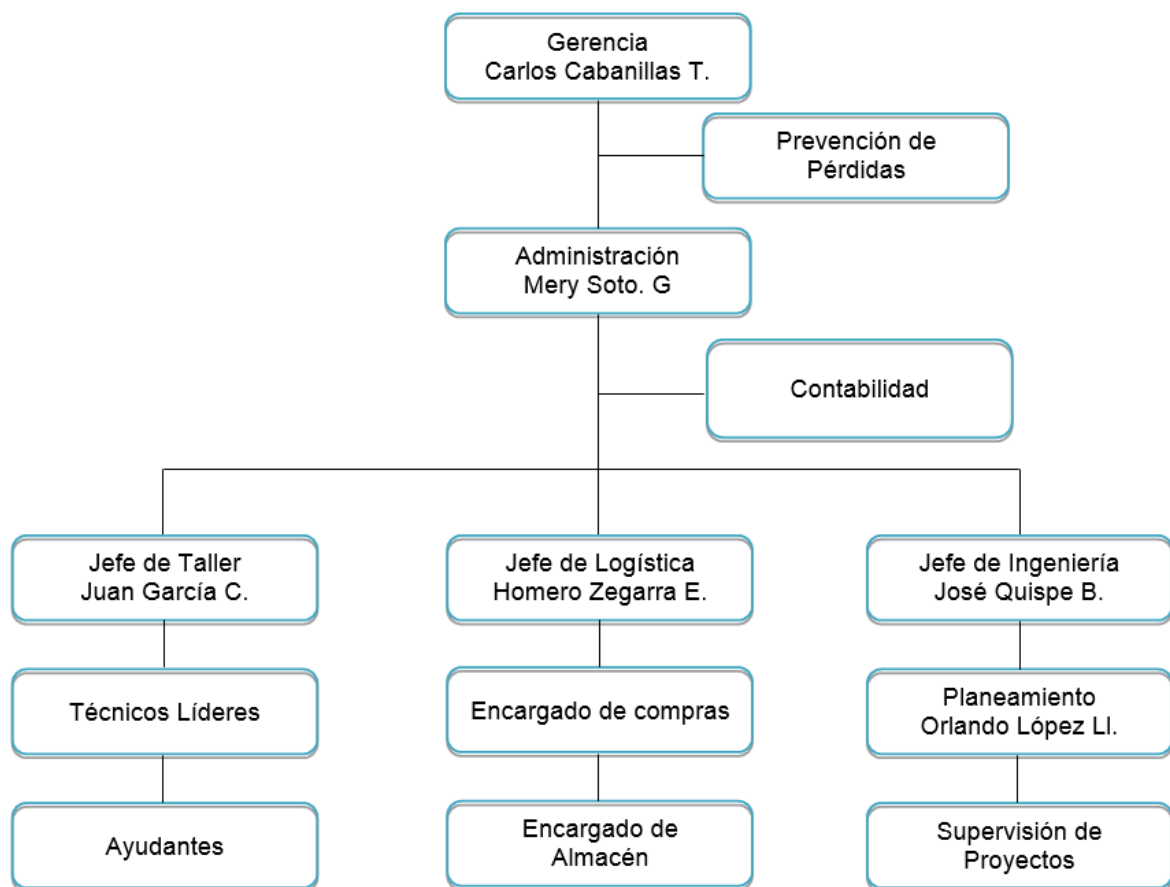 Gerencia
Carlos Cabanillas T.
Prevención de
Pérdidas
Administración
Mery Soto. G
Contabilidad
Jefe de Taller
Juan García C.
Jefe de Logística
Homero Zegarra E.
Jefe de Ingeniería
José Quispe B.
Técnicos Líderes
Encargado de compras
Planeamiento
Orlando López Ll.
Ayudantes
Encargado de
Almacén
Supervisión de
Proyectos